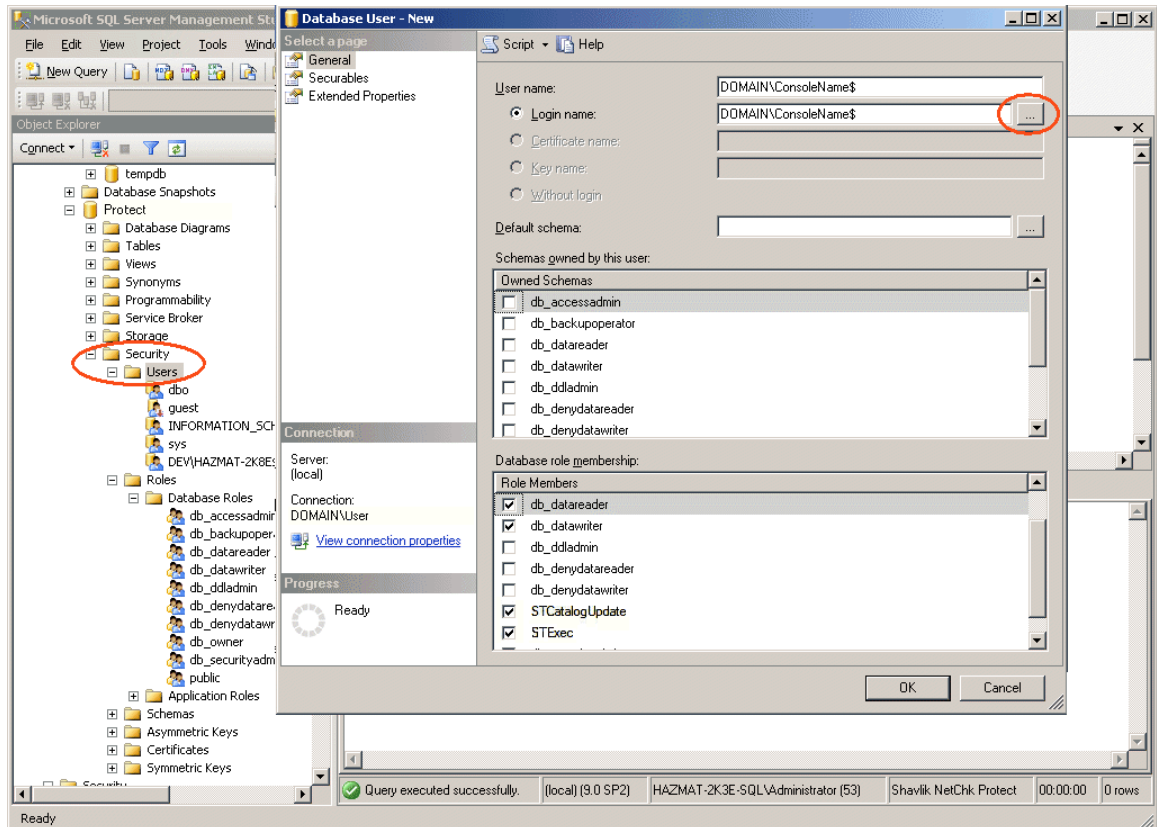 Microsoft SQL Server Management Stu
File Edit View Project Tools Windo
New Query
Object Explorer
Connect
tempdb
Database Snapshots
Protect
Database Diagrams
Tables
Views
Synonyms
Programmability
Service Broker
Storage
Security
Users
dbo
guest
INFORMATION_SCH
sys
DEV\HAZMAT-2K8ES
Roles
Database Roles
db_accessadmin
db_backupoper
db_datareader
db_datawriter
db_ddladmin
db_denydatare
db_denydatawr
db_owner
db_securityadm
public
Application Roles
Schemas
Asymmetric Keys
Certificates
Symmetric Keys
Security
Ready
Database User - New
Select a page
General
Securables
Extended Properties
Connection
Server:
(local)
Connection:
DOMAIN\User
View connection properties
Progress
Ready
Script Help
User name: DOMAIN\ConsoleName$
Login name: DOMAIN\ConsoleName$ ...
Certificate name:
Key name:
Without login
Default schema: ...
Schemas owned by this user:
Owned Schemas
db_accessadmin
db_backupoperator
db_datareader
db_datawriter
db_ddladmin
db_denydatareader
db_denydatawriter
Database role membership:
Role Members
db_datareader
db_datawriter
db_ddladmin
db_denydatareader
db_denydatawriter
STCatalogUpdate
STExec
OK Cancel
Query executed successfully. (local) (9.0 SP2) HAZMAT-2K3E-SQL\Administrator (53) Shavlik NetChk Protect 00:00:00 0 rows